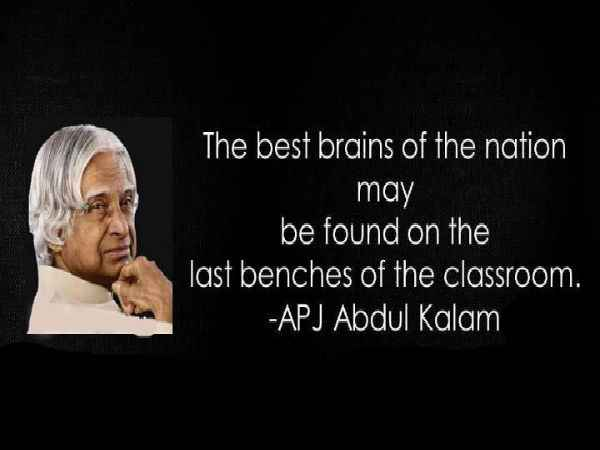 The best brains of the nation
may
be found on the
last benches of the classroom.
-APJ Abdul Kalam